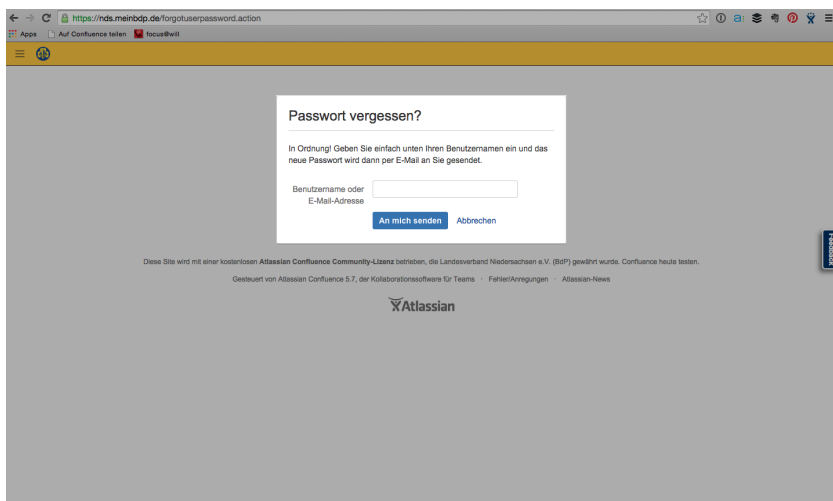 https://nds.meinbdp.de/forgotuserpassword.action
Apps Auf Confluence teilen focus@will
Passwort vergessen?
In Ordnung! Geben Sie einfach unten Ihren Benutzernamen ein und das
neue Passwort wird dann per E-Mail an Sie gesendet.
Benutzername oder
E-Mail-Adresse
An mich senden Abbrechen
Feedback
Diese Site wird mit einer kostenlosen Atlassian Confluence Community-Lizenz betrieben, die Landesverband Niedersachsen e.V. (BdP) gewährt wurde. Confluence heute testen.
Gesteuert von Atlassian Confluence 5.7, der Kollaborationssoftware für Teams · Fehler/Anregungen · Atlassian-News
Atlassian